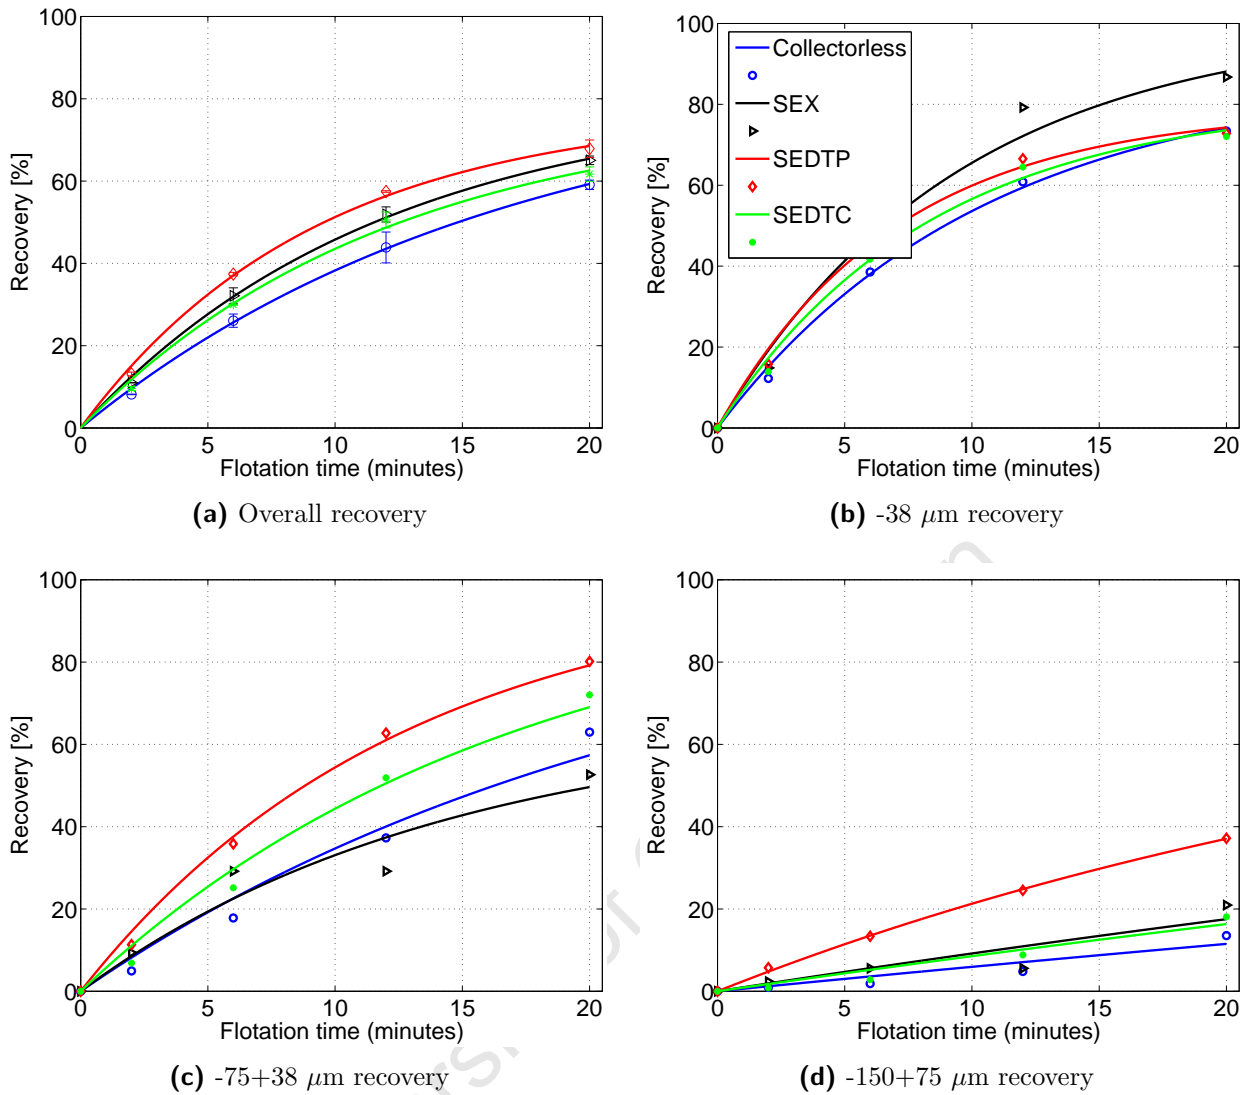 100
80
60
40
20
0
Recovery [%]
0 5 10 15 20
Flotation time (minutes)
(a) Overall recovery
100
80
60
40
20
0
Recovery [%]
Collectorless
SEX
SEDTP
SEDTC
0 5 10 15 20
Flotation time (minutes)
(b) -38 μm recovery
100
80
60
40
20
0
Recovery [%]
0 5 10 15 20
Flotation time (minutes)
(c) -75+38 μm recovery
100
80
60
40
20
0
Recovery [%]
0 5 10 15 20
Flotation time (minutes)
(d) -150+75 μm recovery